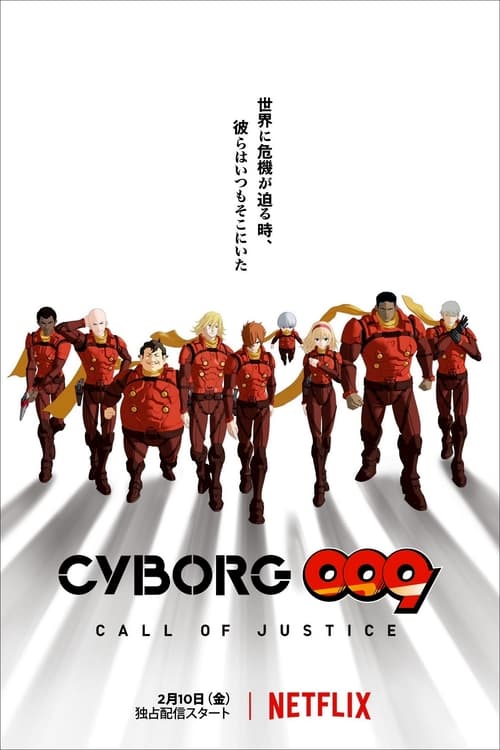 世界に危機が迫る時、
彼らはいつもそこにいた
CYBORG 009
CALL OF JUSTICE
2月10日(金)
独占配信スタート
NETFLIX